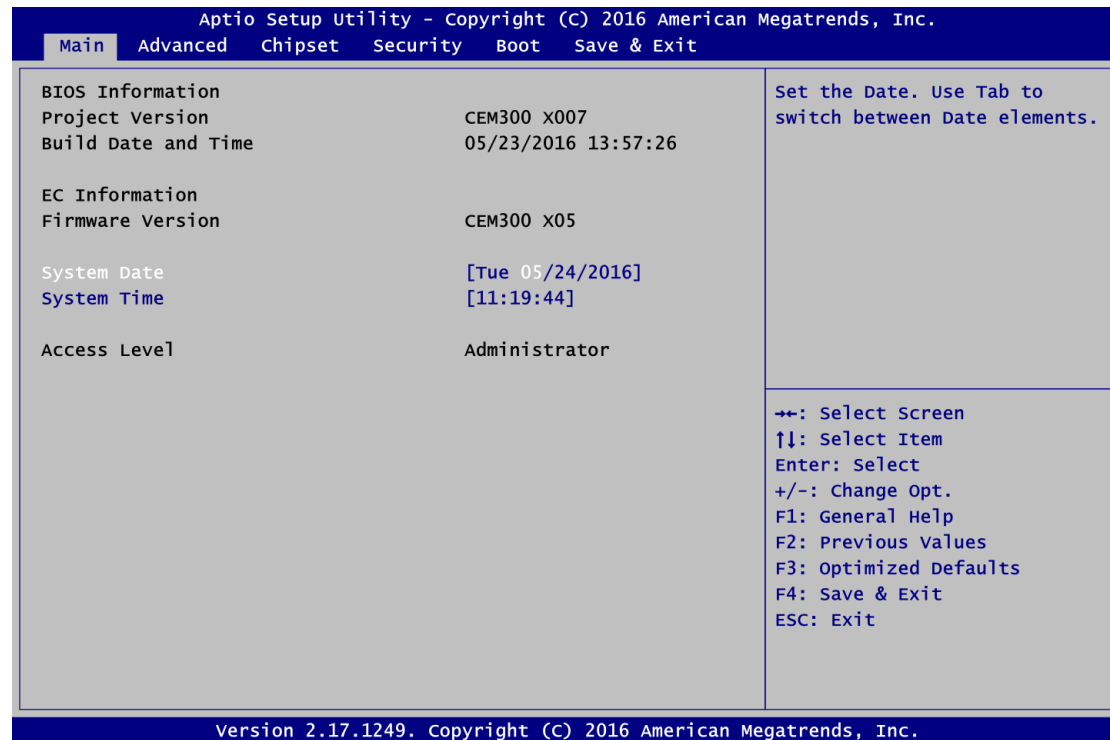 Aptio Setup Utility - Copyright (C) 2016 American Megatrends, Inc.
Main Advanced Chipset Security Boot Save & Exit
BIOS Information
Project Version CEM300 X007
Build Date and Time 05/23/2016 13:57:26
EC Information
Firmware Version CEM300 X05
System Date [Tue 05/24/2016]
System Time [11:19:44]
Access Level Administrator
Set the Date. Use Tab to
switch between Date elements.
→←: Select Screen
↑↓: Select Item
Enter: Select
+/-: Change Opt.
F1: General Help
F2: Previous Values
F3: Optimized Defaults
F4: Save & Exit
ESC: Exit
Version 2.17.1249. Copyright (C) 2016 American Megatrends, Inc.